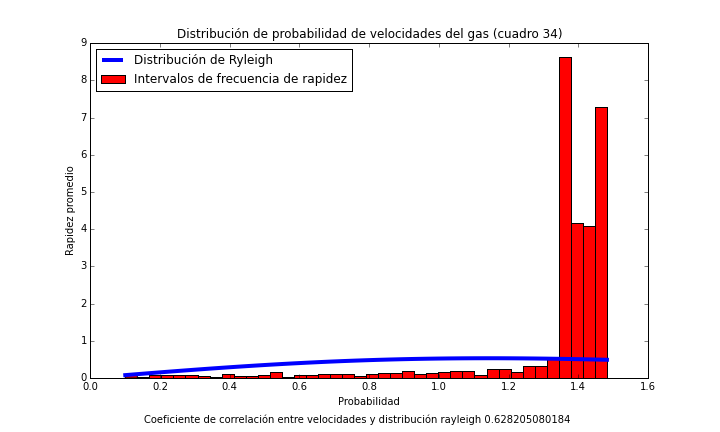 Distribución de probabilidad de velocidades del gas (cuadro 34)
9
8
7
6
5
4
3
2
1
0
Rapidez promedio
Distribución de Ryleigh
Intervalos de frecuencia de rapidez
0.0 0.2 0.4 0.6 0.8 1.0 1.2 1.4 1.6
Probabilidad
Coeficiente de correlación entre velocidades y distribución rayleigh 0.628205080184